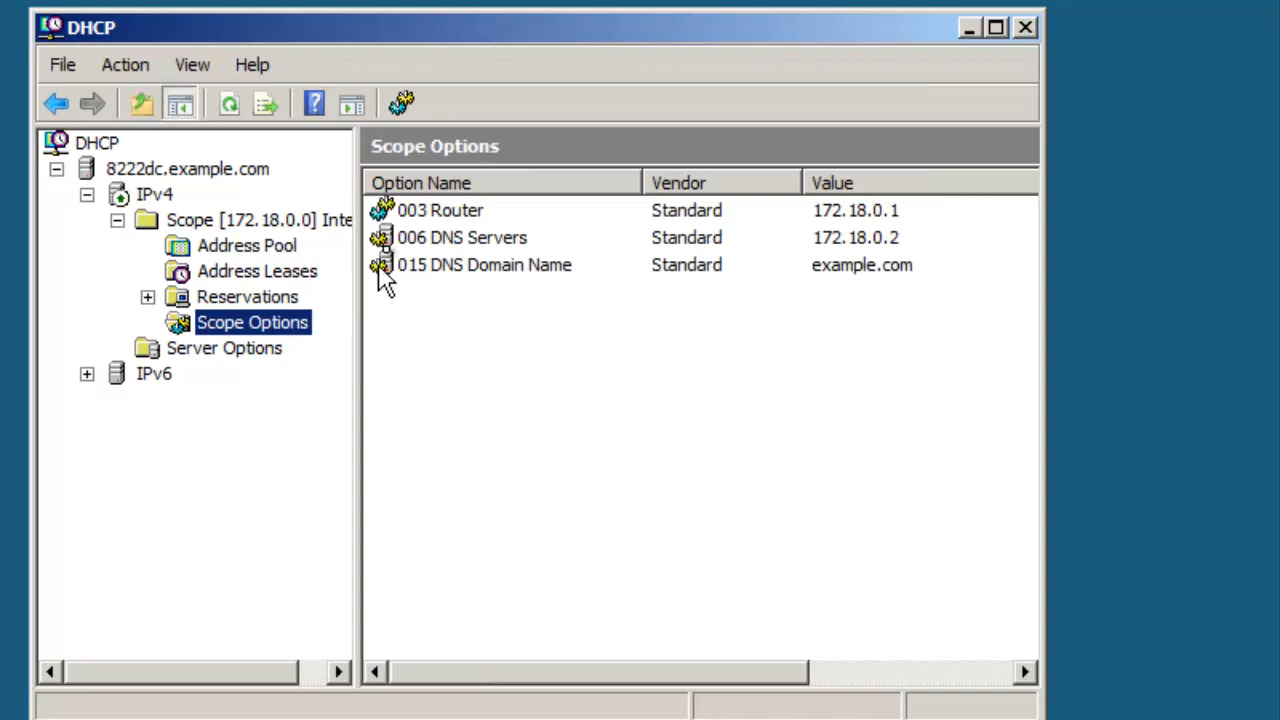 DHCP
File Action View Help
DHCP
8222dc.example.com
IPv4
Scope [172.18.0.0] Inte
Address Pool
Address Leases
Reservations
Scope Options
Server Options
IPv6
Scope Options
Option Name Vendor Value
003 Router Standard 172.18.0.1
006 DNS Servers Standard 172.18.0.2
015 DNS Domain Name Standard example.com